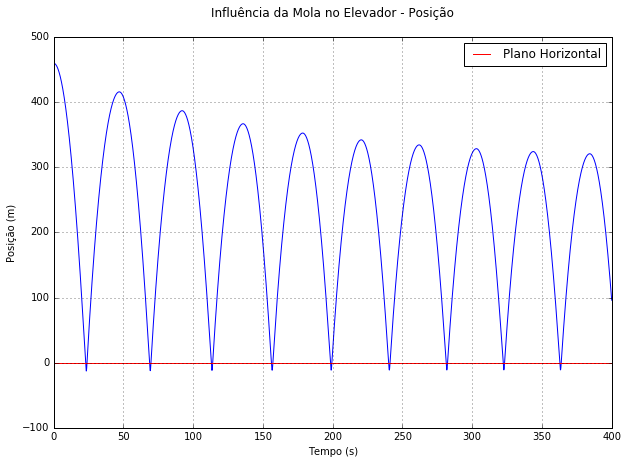 Influência da Mola no Elevador - Posição
Plano Horizontal
500
400
300
200
100
0
−100
Posição (m)
0 50 100 150 200 250 300 350 400
Tempo (s)